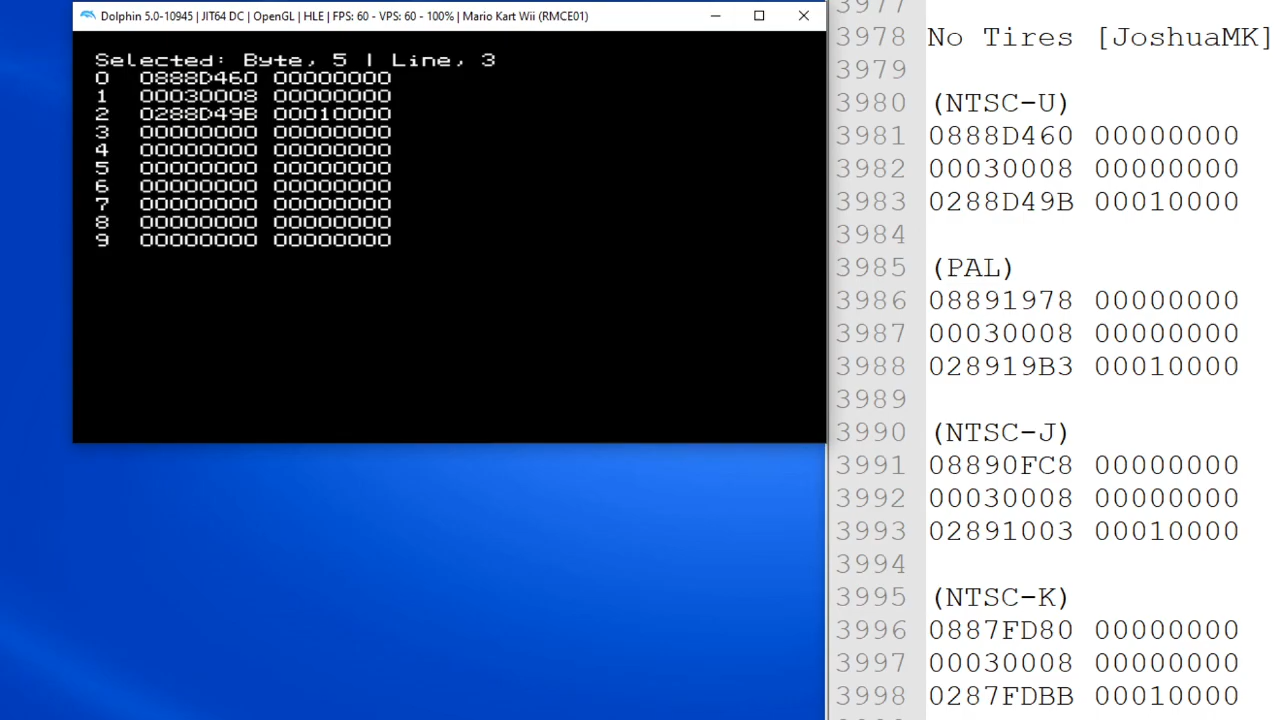 Dolphin 5.0-10945 | JIT64 DC | OpenGL | HLE | FPS: 60 - VPS: 60 - 100% | Mario Kart Wii (RMCE01)
Selected: Byte, 5 | Line, 3
0 0888D460 00000000
1 00030008 00000000
2 0288D49B 00010000
3 00000000 00000000
4 00000000 00000000
5 00000000 00000000
6 00000000 00000000
7 00000000 00000000
8 00000000 00000000
9 00000000 00000000
3977
3978 No Tires [JoshuaMK]
3979
3980 (NTSC-U)
3981 0888D460 00000000
3982 00030008 00000000
3983 0288D49B 00010000
3984
3985 (PAL)
3986 08891978 00000000
3987 00030008 00000000
3988 028919B3 00010000
3989
3990 (NTSC-J)
3991 08890FC8 00000000
3992 00030008 00000000
3993 02891003 00010000
3994
3995 (NTSC-K)
3996 0887FD80 00000000
3997 00030008 00000000
3998 0287FDBB 00010000